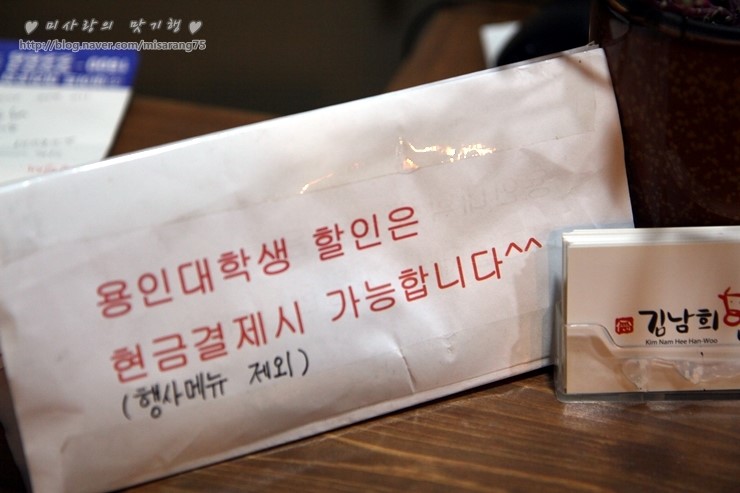 ♥ 미사랑의 맛기행 ♥
http://blog.naver.com/misarang75
용인대학생 할인은
현금결제시 가능합니다^^
(행사메뉴 제외)
김남희
Kim Nam Hee Han-Woo